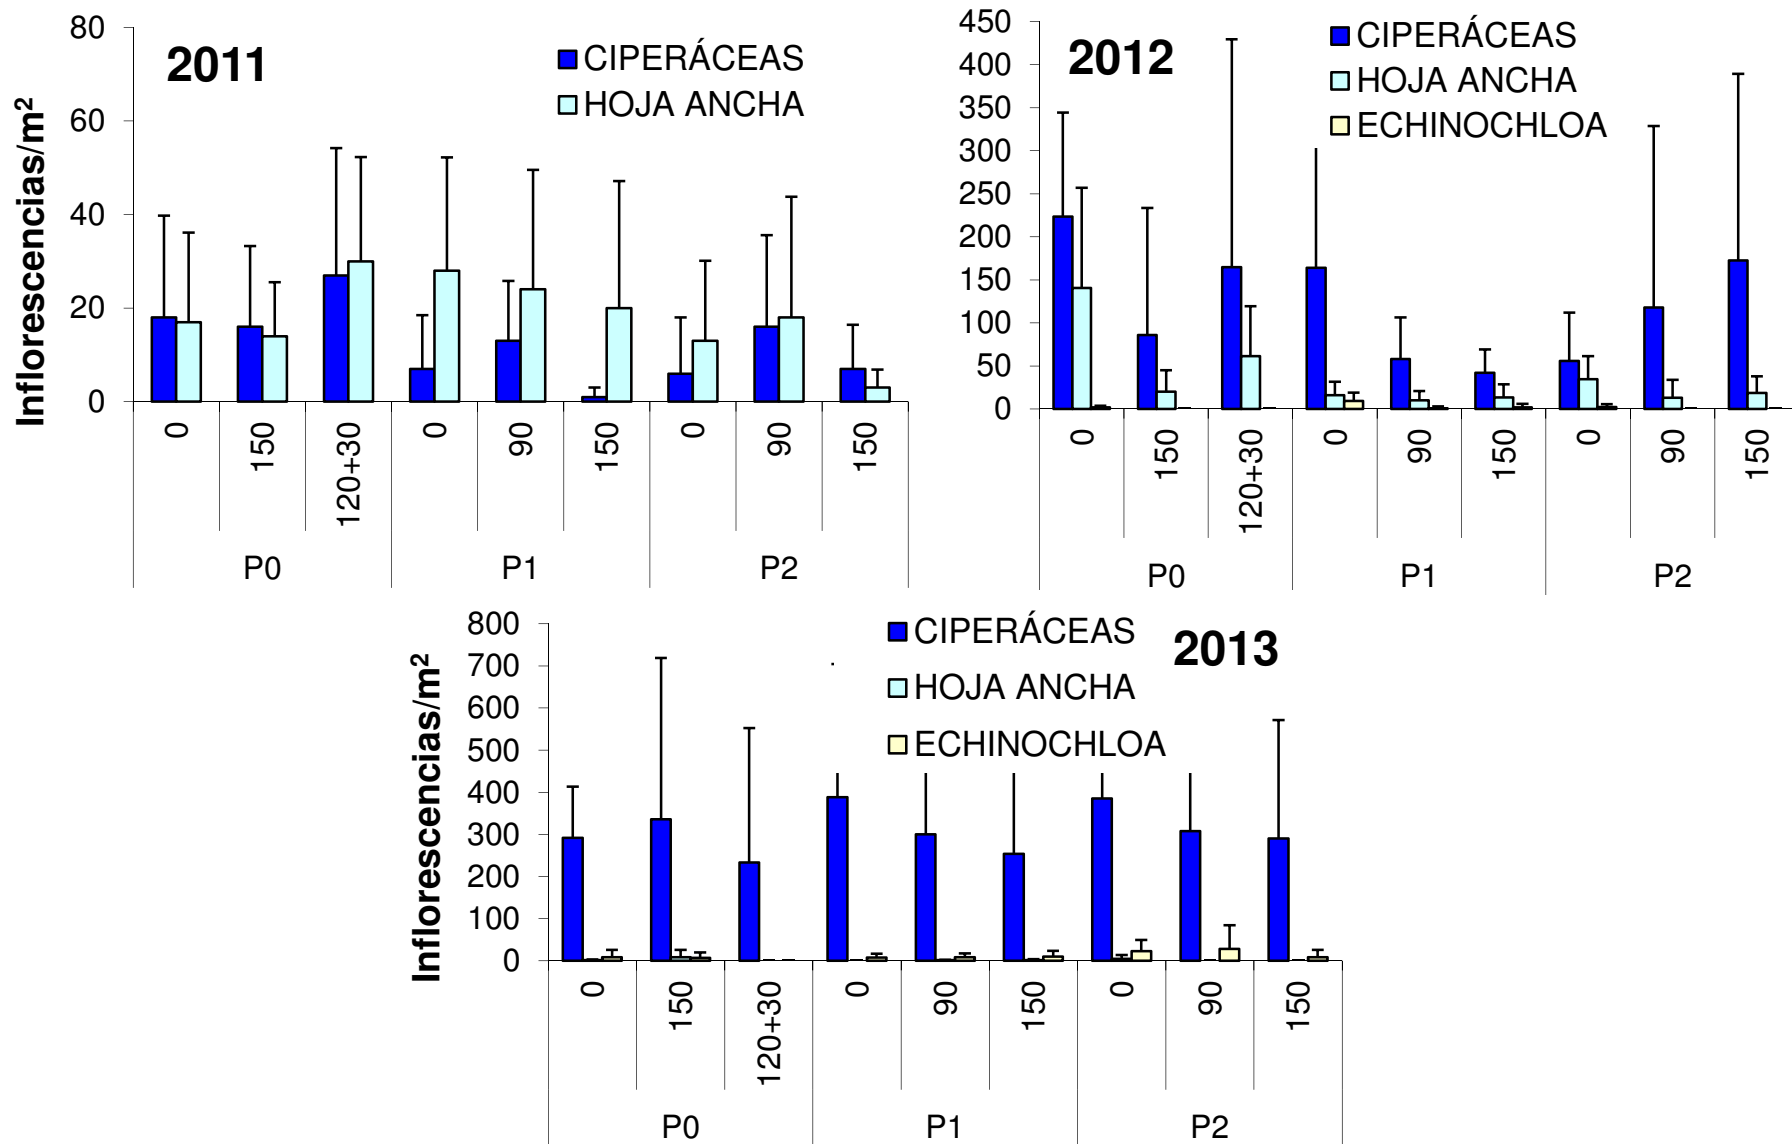 2011
CIPERÁCEAS
HOJA ANCHA
Inflorescencias/m²
80
60
40
20
0
0 150 120+30 0 90 150 0 90 150
P0 P1 P2
2012
CIPERÁCEAS
HOJA ANCHA
ECHINOCHLOA
450
400
350
300
250
200
150
100
50
0
0 150 120+30 0 90 150 0 90 150
P0 P1 P2
2013
CIPERÁCEAS
HOJA ANCHA
ECHINOCHLOA
Inflorescencias/m²
800
700
600
500
400
300
200
100
0
0 150 120+30 0 90 150 0 90 150
P0 P1 P2